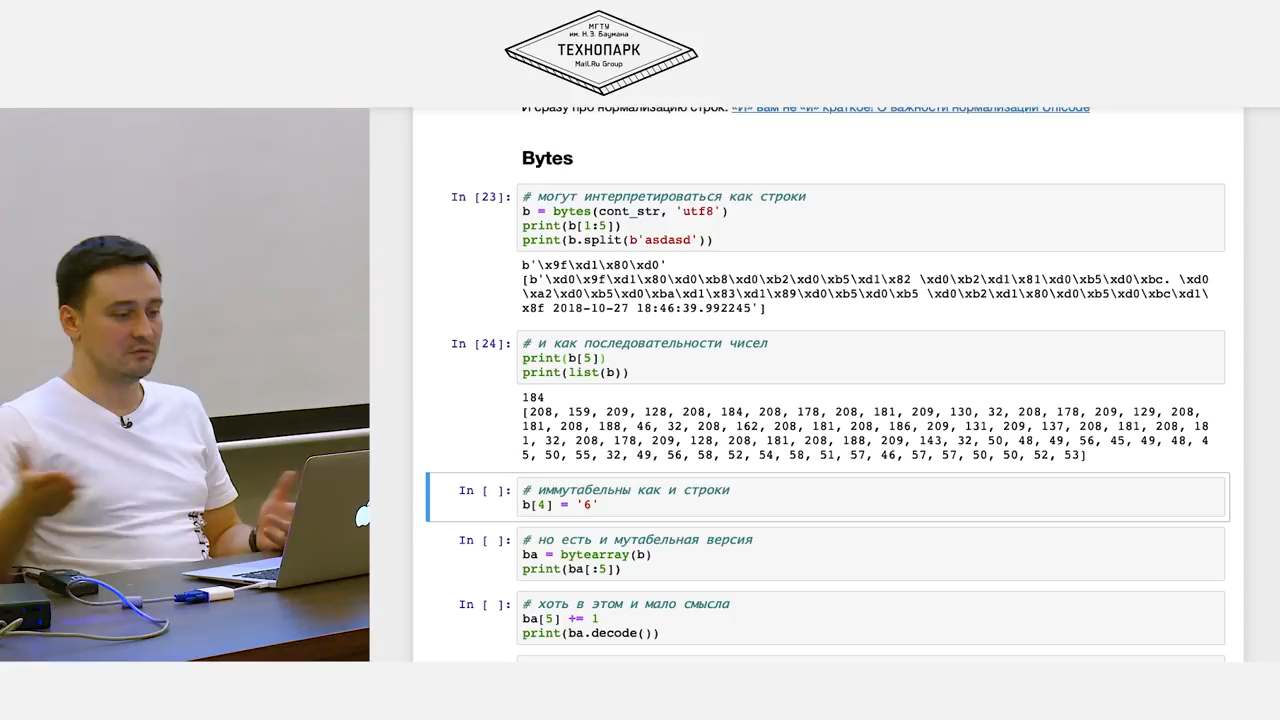 МГТУ
им. Н.Э. Баумана
ТЕХНОПАРК
Mail.Ru Group
И сразу про нормализацию строк: «Й» вам не «и» краткое! О важности нормализации Unicode
Bytes
In [23]: # могут интерпретироваться как строки
b = bytes(cont_str, 'utf8')
print(b[1:5])
print(b.split(b'asdasd'))
b'\x9f\xd1\x80\xd0'
[b'\xd0\x9f\xd1\x80\xd0\xb8\xd0\xb2\xd0\xb5\xd1\x82 \xd0\xb2\xd1\x81\xd0\xb5\xd0\xbc. \xd0
\xa2\xd0\xb5\xd0\xba\xd1\x83\xd1\x89\xd0\xb5\xd0\xb5 \xd0\xb2\xd1\x80\xd0\xb5\xd0\xbc\xd1\
x8f 2018-10-27 18:46:39.992245']
In [24]: # и как последовательности чисел
print(b[5])
print(list(b))
184
[208, 159, 209, 128, 208, 184, 208, 178, 208, 181, 209, 130, 32, 208, 178, 209, 129, 208,
181, 208, 188, 46, 32, 208, 162, 208, 181, 208, 186, 209, 131, 209, 137, 208, 181, 208, 18
1, 32, 208, 178, 209, 128, 208, 181, 208, 188, 209, 143, 32, 50, 48, 49, 56, 45, 49, 48, 4
5, 50, 55, 32, 49, 56, 58, 52, 54, 58, 51, 57, 46, 57, 57, 50, 50, 52, 53]
In [ ]: # иммутабельны как и строки
b[4] = '6'
In [ ]: # но есть и мутабельная версия
ba = bytearray(b)
print(ba[:5])
In [ ]: # хоть в этом и мало смысла
ba[5] += 1
print(ba.decode())